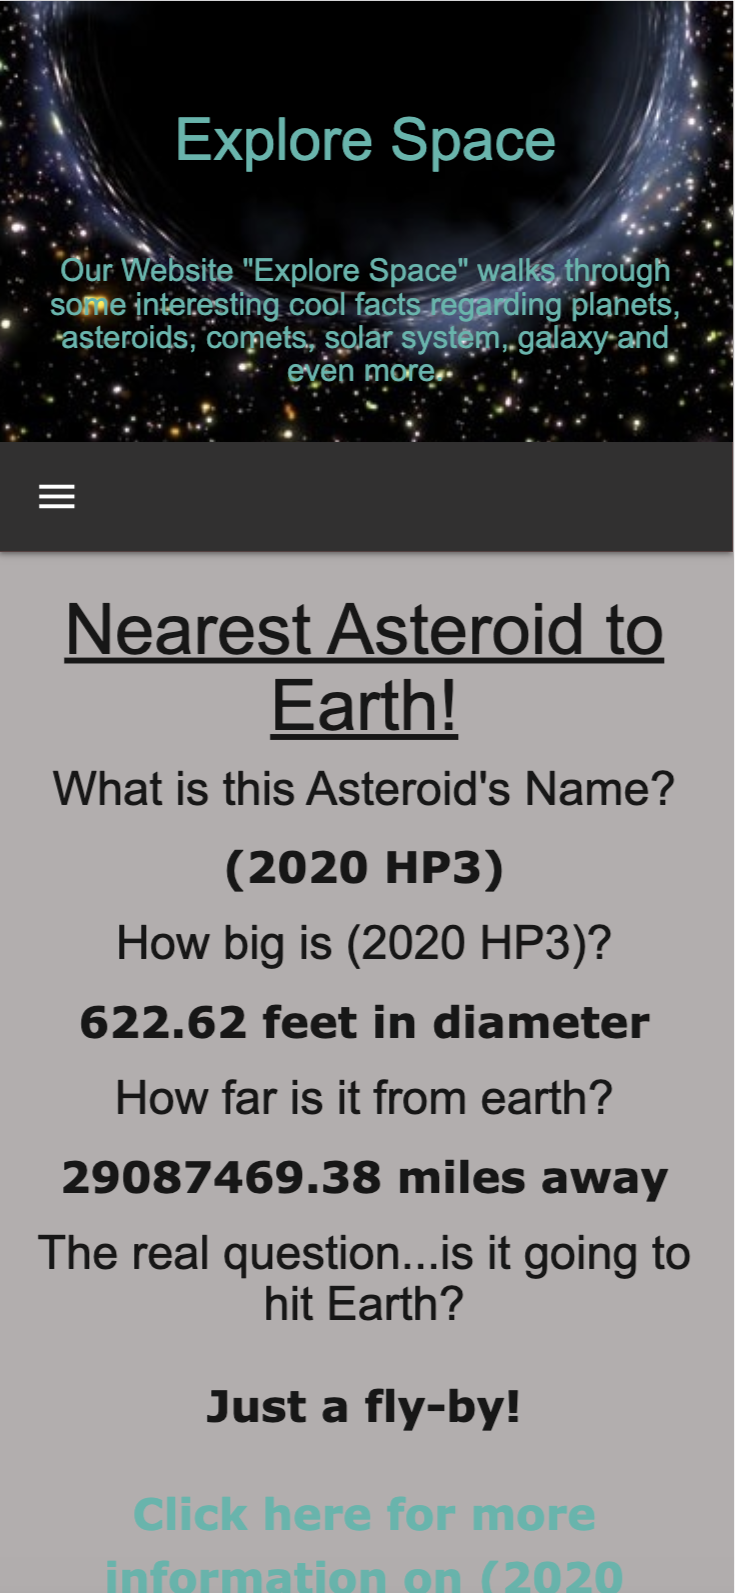 Explore Space
Our Website "Explore Space" walks through
some interesting cool facts regarding planets,
asteroids, comets, solar system, galaxy and
even more.
Nearest Asteroid to
Earth!
What is this Asteroid's Name?
(2020 HP3)
How big is (2020 HP3)?
622.62 feet in diameter
How far is it from earth?
29087469.38 miles away
The real question...is it going to
hit Earth?
Just a fly-by!
Click here for more
information on (2020